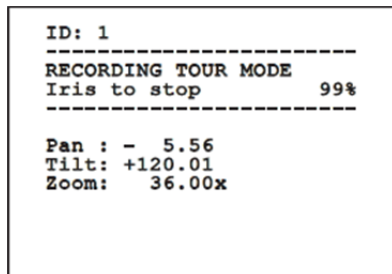 ID: 1
------------------------
RECORDING TOUR MODE
Iris to stop 99%
------------------------
Pan : - 5.56
Tilt: +120.01
Zoom: 36.00x